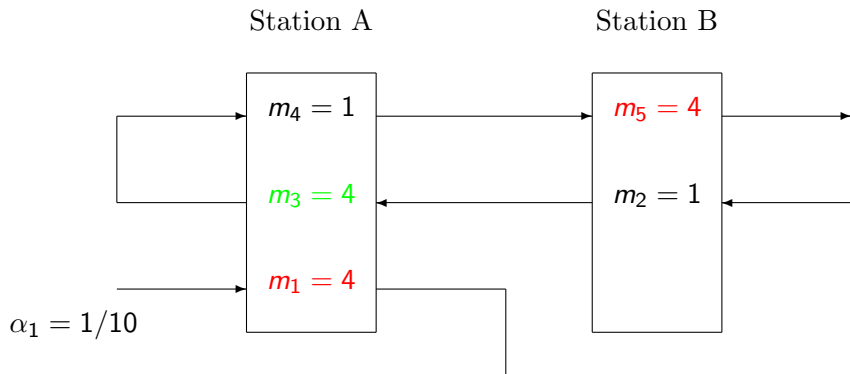 Station A
Station B
m₄ = 1
m₅ = 4
m₃ = 4
m₂ = 1
m₁ = 4
α₁ = 1/10